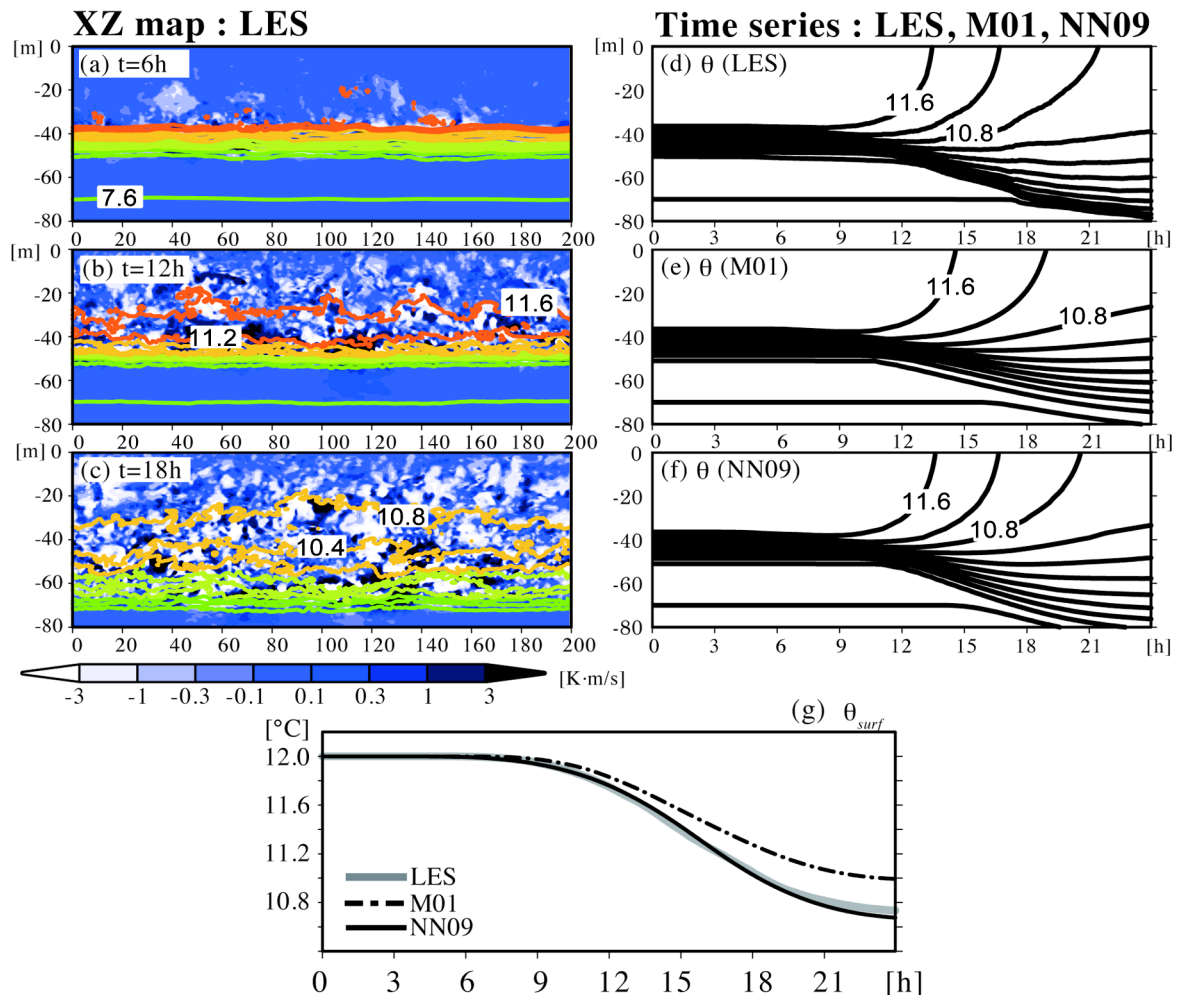 XZ map : LES
Time series : LES, M01, NN09
[m] 0
(a) t=6h
-20
-40
-60
7.6
-80
0 20 40 60 80 100 120 140 160 180 200
[m] 0
(b) t=12h
-20
11.6
-40
11.2
-60
-80
0 20 40 60 80 100 120 140 160 180 200
[m] 0
(c) t=18h
-20
10.8
-40
10.4
-60
-80
0 20 40 60 80 100 120 140 160 180 200
-3 -1 -0.3 -0.1 0.1 0.3 1 3 [K·m/s]
[m] 0
(d) θ (LES)
-20
11.6
10.8
-40
-60
-80
0 3 6 9 12 15 18 21 [h]
0
(e) θ (M01)
-20
11.6
10.8
-40
-60
-80
0 3 6 9 12 15 18 21 [h]
0
(f) θ (NN09)
-20
11.6
10.8
-40
-60
-80
0 3 6 9 12 15 18 21 [h]
(g) θsurf
[°C]
12.0
11.6
11.2
10.8
LES
M01
NN09
0 3 6 9 12 15 18 21 [h]